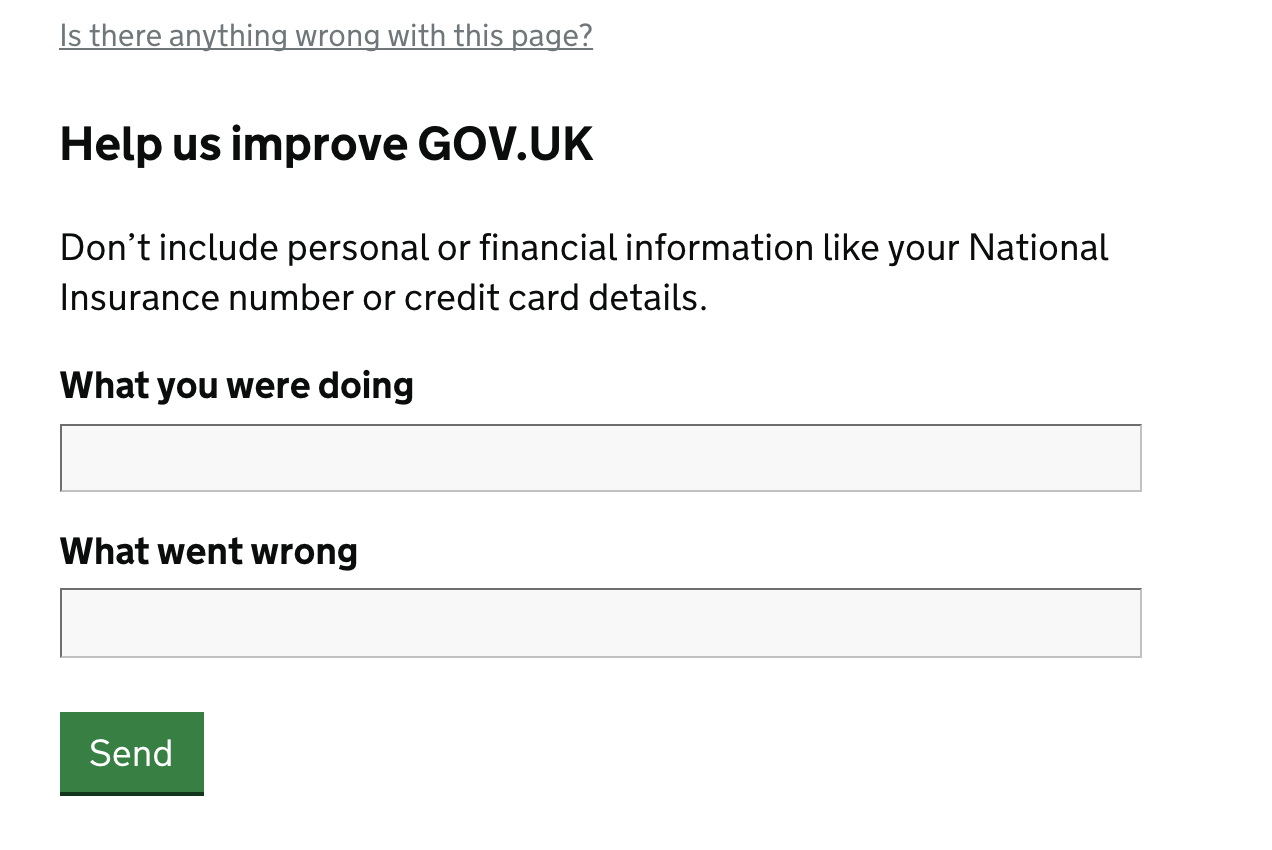 Is there anything wrong with this page?
Help us improve GOV.UK
Don’t include personal or financial information like your National
Insurance number or credit card details.
What you were doing
What went wrong
Send